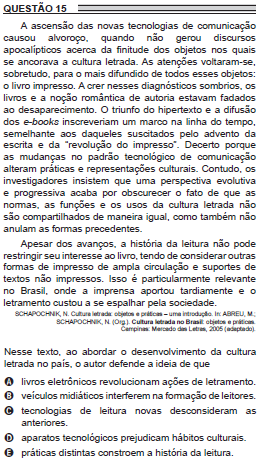 QUESTÃO 15
A ascensão das novas tecnologias de comunicação
causou alvoroço, quando não gerou discursos
apocalípticos acerca da finitude dos objetos nos quais
se ancorava a cultura letrada. As atenções voltaram-se,
sobretudo, para o mais difundido de todos esses objetos:
o livro impresso. A crer nesses diagnósticos sombrios, os
livros e a noção romântica de autoria estavam fadados
ao desaparecimento. O triunfo do hipertexto e a difusão
dos e-books inscreveriam um marco na linha do tempo,
semelhante aos daqueles suscitados pelo advento da
escrita e da “revolução do impresso”. Decerto porque
as mudanças no padrão tecnológico de comunicação
alteram práticas e representações culturais. Contudo, os
investigadores insistem que uma perspectiva evolutiva
e progressiva acaba por obscurecer o fato de que as
normas, as funções e os usos da cultura letrada não
são compartilhados de maneira igual, como também não
anulam as formas precedentes.
Apesar dos avanços, a história da leitura não pode
restringir seu interesse ao livro, tendo de considerar outras
formas de impresso de ampla circulação e suportes de
textos não impressos. Isso é particularmente relevante
no Brasil, onde a imprensa aportou tardiamente e o
letramento custou a se espalhar pela sociedade.
SCHAPOCHNIK, N. Cultura letrada: objetos e práticas – uma introdução. In: ABREU, M.;
SCHAPOCHNIK, N. (Org.). Cultura letrada no Brasil: objetos e práticas.
Campinas: Mercado das Letras, 2005 (adaptado).
Nesse texto, ao abordar o desenvolvimento da cultura
letrada no país, o autor defende a ideia de que
A livros eletrônicos revolucionam ações de letramento.
B veículos midiáticos interferem na formação de leitores.
C tecnologias de leitura novas desconsideram as
anteriores.
D aparatos tecnológicos prejudicam hábitos culturais.
E práticas distintas constroem a história da leitura.